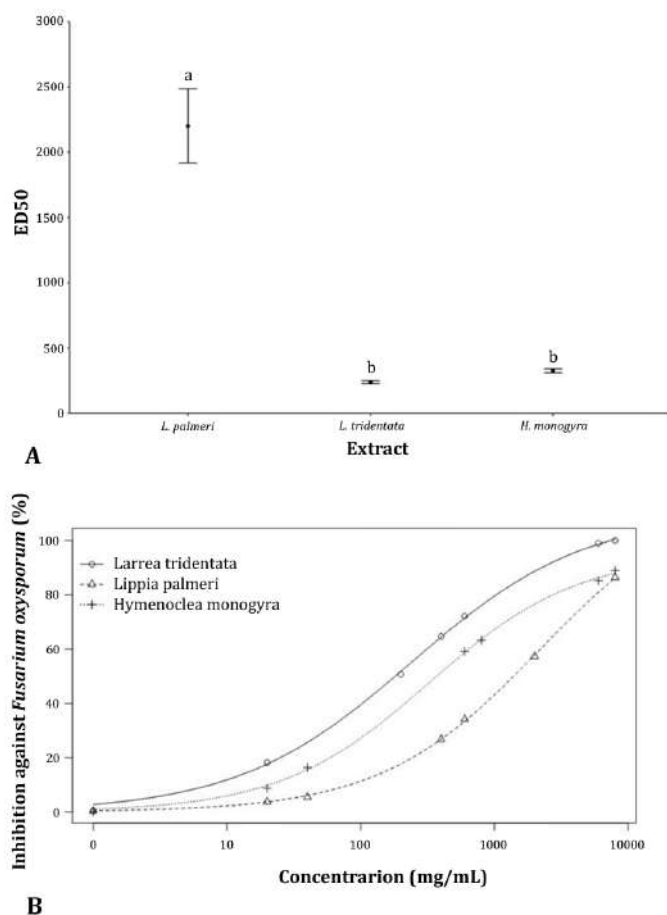 3000
2500
2000
1500
1000
500
0
ED50
a
b
b
L. palmeri
L. tridentata
H. monogyra
Extract
A
Inhibition against Fusarium oxysporum (%)
100
80
60
40
20
0
Larrea tridentata
Lippia palmeri
Hymenoclea monogyra
0
10
100
1000
10000
Concentrarion (mg/mL)
B